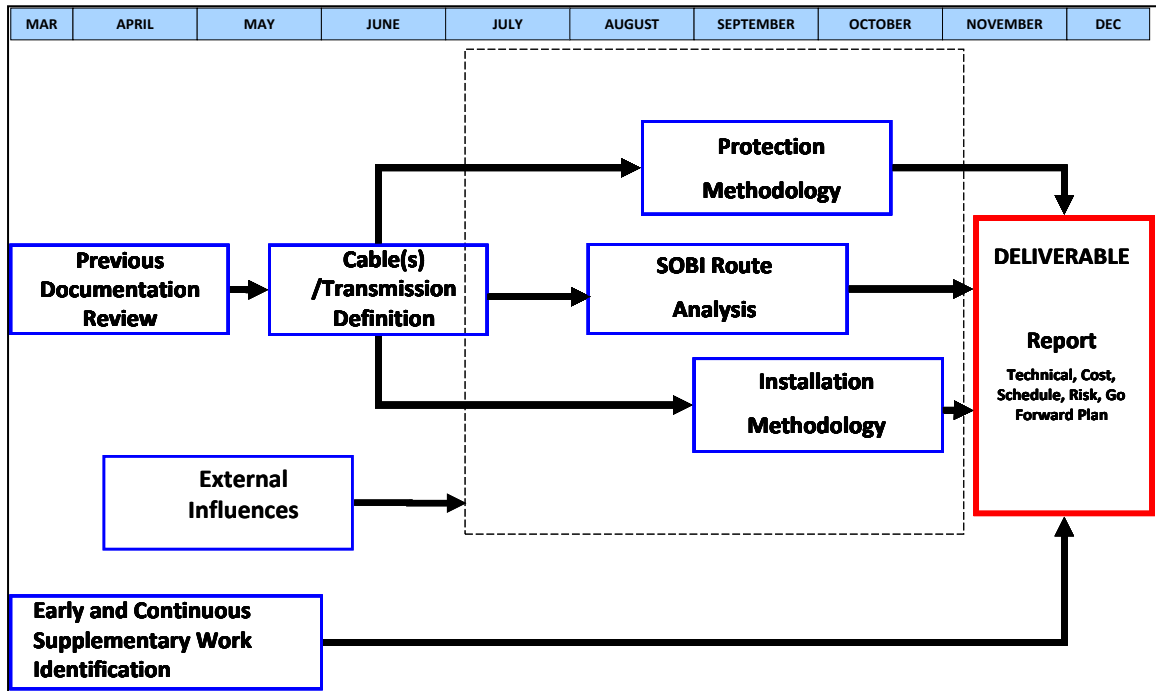 MAR APRIL MAY JUNE JULY AUGUST SEPTEMBER OCTOBER NOVEMBER DEC
Protection
Methodology
Previous
Documentation
Review
Cable(s)
/Transmission
Definition
SOBI Route
Analysis
DELIVERABLE
Report
Technical, Cost,
Schedule, Risk, Go
Forward Plan
Installation
Methodology
External
Influences
Early and Continuous
Supplementary Work
Identification